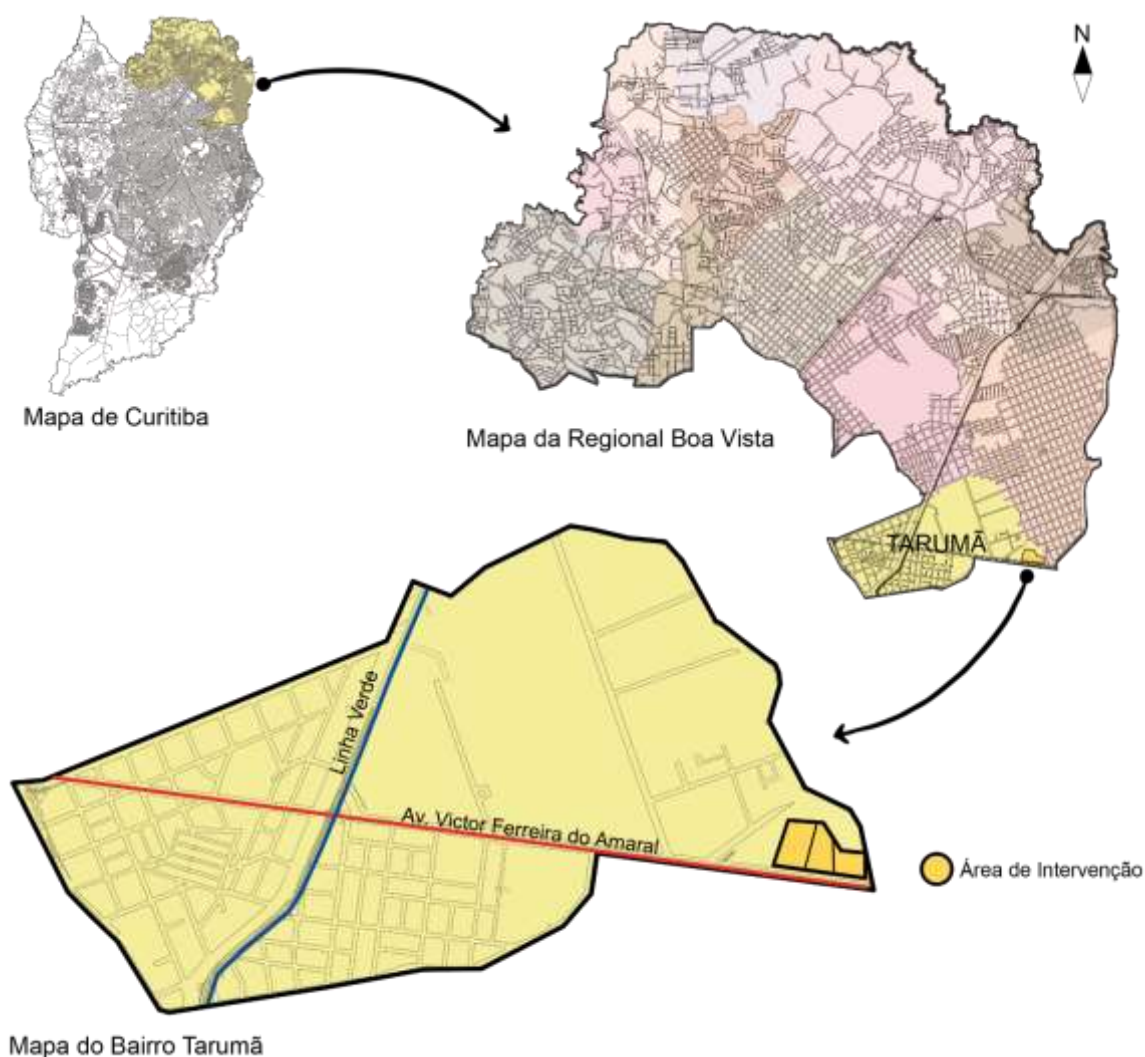 N
Mapa de Curitiba
Mapa da Regional Boa Vista
TARUMÃ
Linha Verde
Av. Victor Ferreira do Amaral
Área de Intervenção
Mapa do Bairro Tarumã